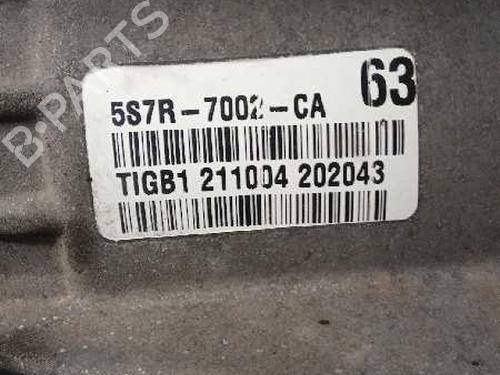 B-PARTS
5S7R-7002-CA
63
TIGB1 211004 202043